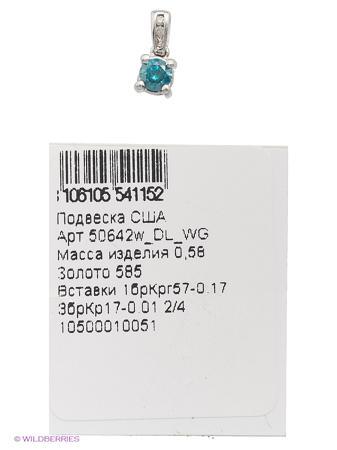 106105 541152
Подвеска США
Арт 50642w_DL_WG
Масса изделия 0,58
Золото 585
Вставки 1брКрг57-0.17
3брКр17-0.01 2/4
10500010051
© WILDBERRIES